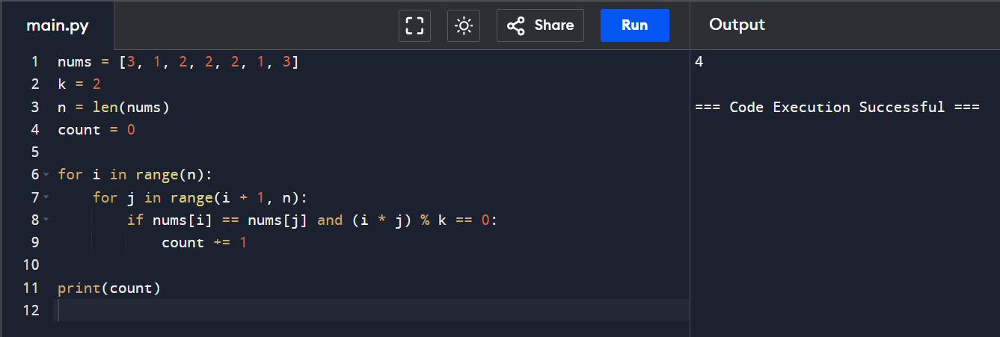 main.py
Share
Run
Output
1 nums = [3, 1, 2, 2, 2, 1, 3]
2 k = 2
3 n = len(nums)
4 count = 0
5
6 for i in range(n):
7     for j in range(i + 1, n):
8         if nums[i] == nums[j] and (i * j) % k == 0:
9             count += 1
10
11 print(count)
12
4
=== Code Execution Successful ===